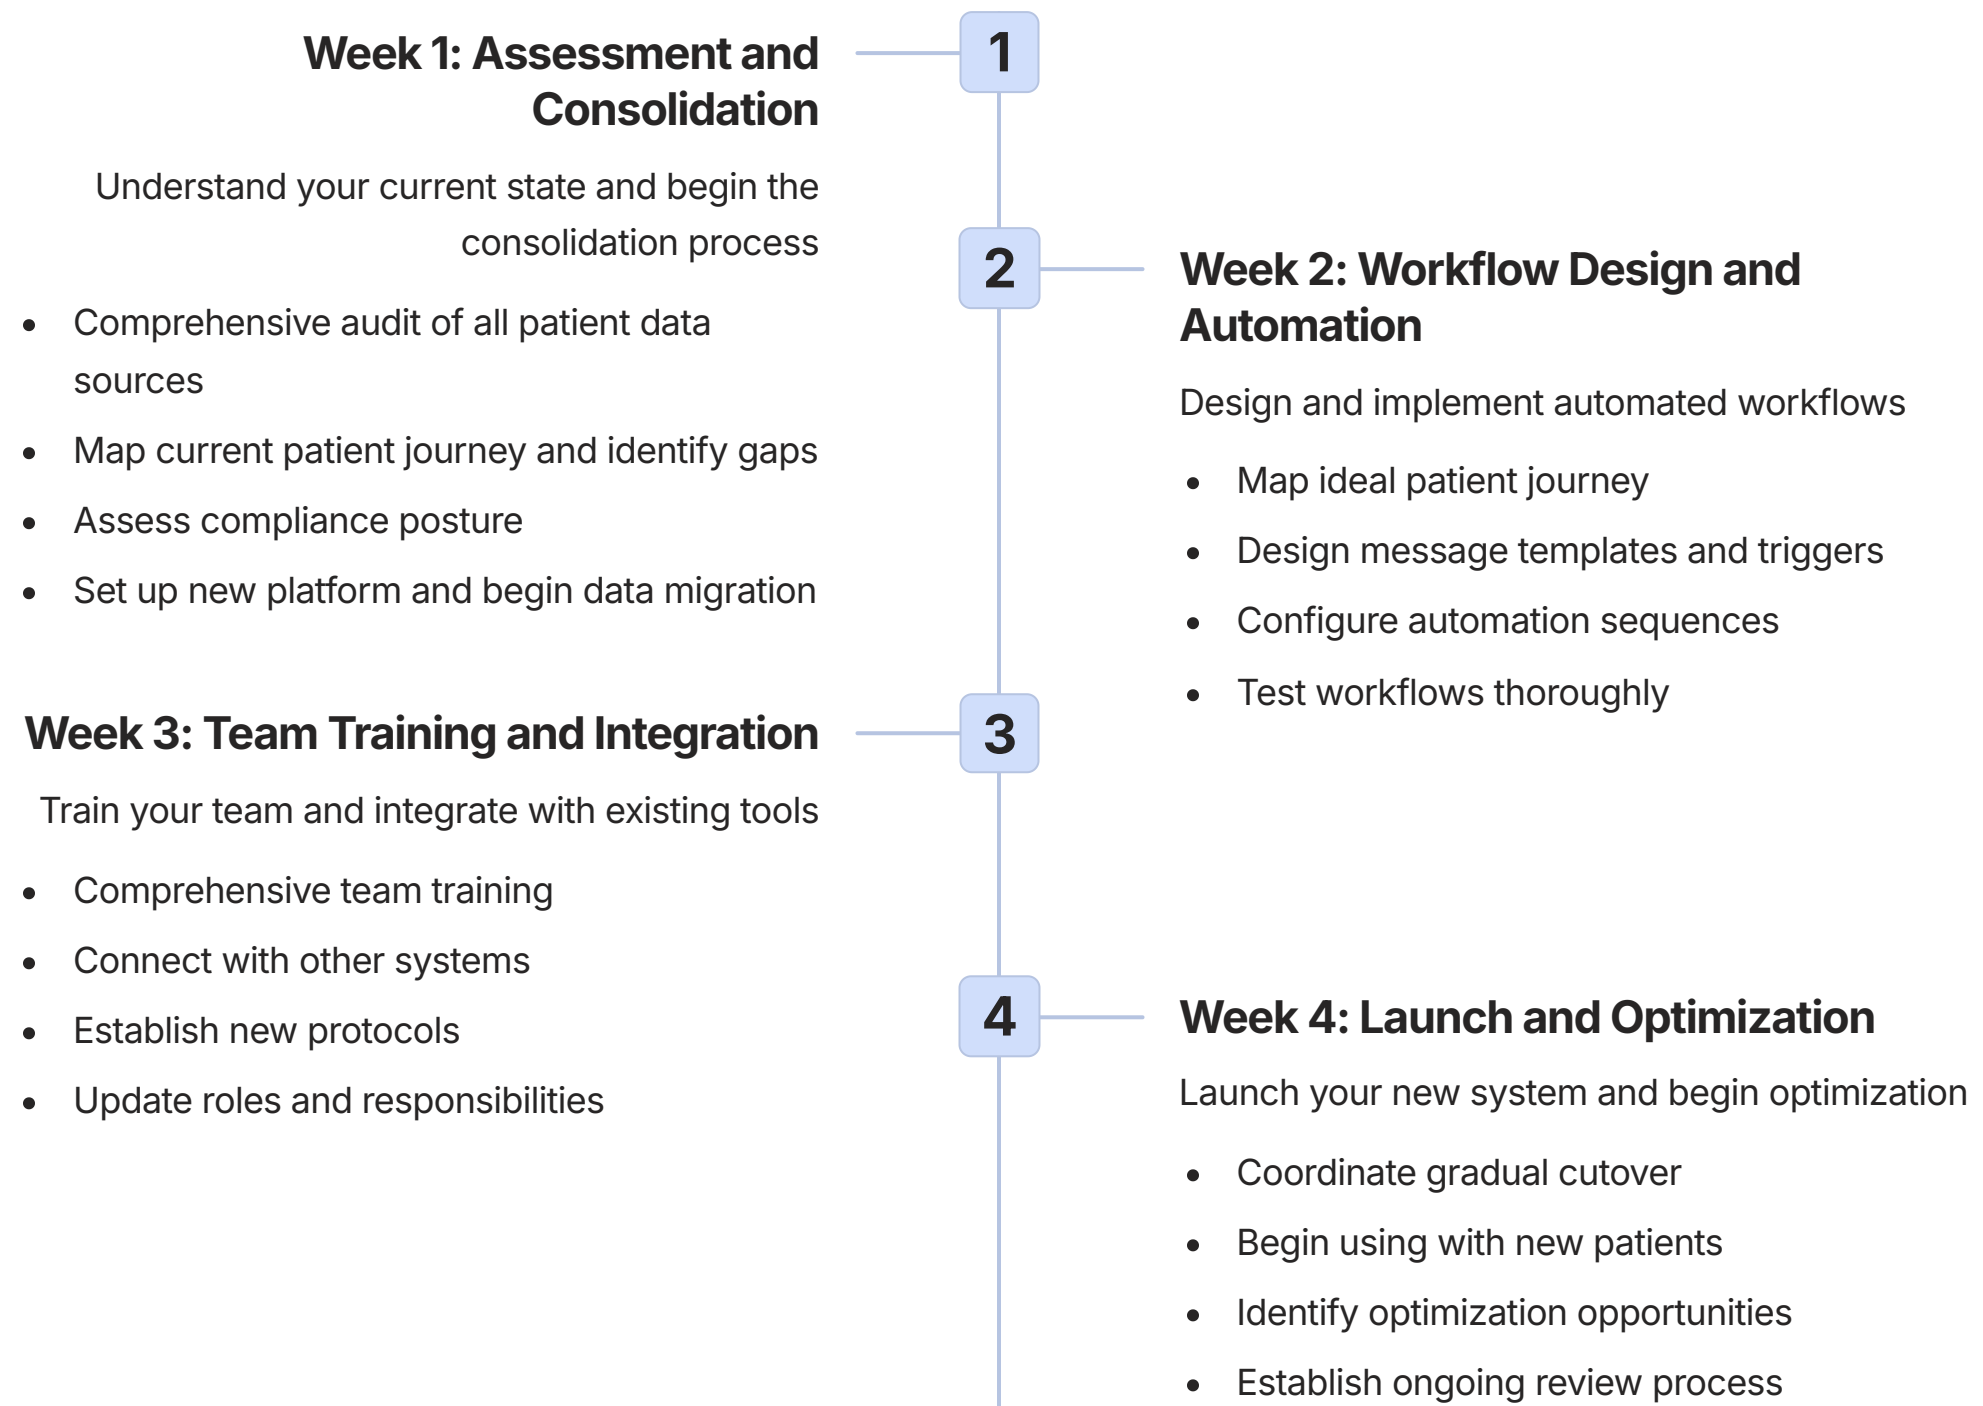 1
Week 1: Assessment and
Consolidation
Understand your current state and begin the
consolidation process
• Comprehensive audit of all patient data
sources
• Map current patient journey and identify gaps
• Assess compliance posture
• Set up new platform and begin data migration
2
Week 2: Workflow Design and
Automation
Design and implement automated workflows
• Map ideal patient journey
• Design message templates and triggers
• Configure automation sequences
• Test workflows thoroughly
3
Week 3: Team Training and Integration
Train your team and integrate with existing tools
• Comprehensive team training
• Connect with other systems
• Establish new protocols
• Update roles and responsibilities
4
Week 4: Launch and Optimization
Launch your new system and begin optimization
• Coordinate gradual cutover
• Begin using with new patients
• Identify optimization opportunities
• Establish ongoing review process